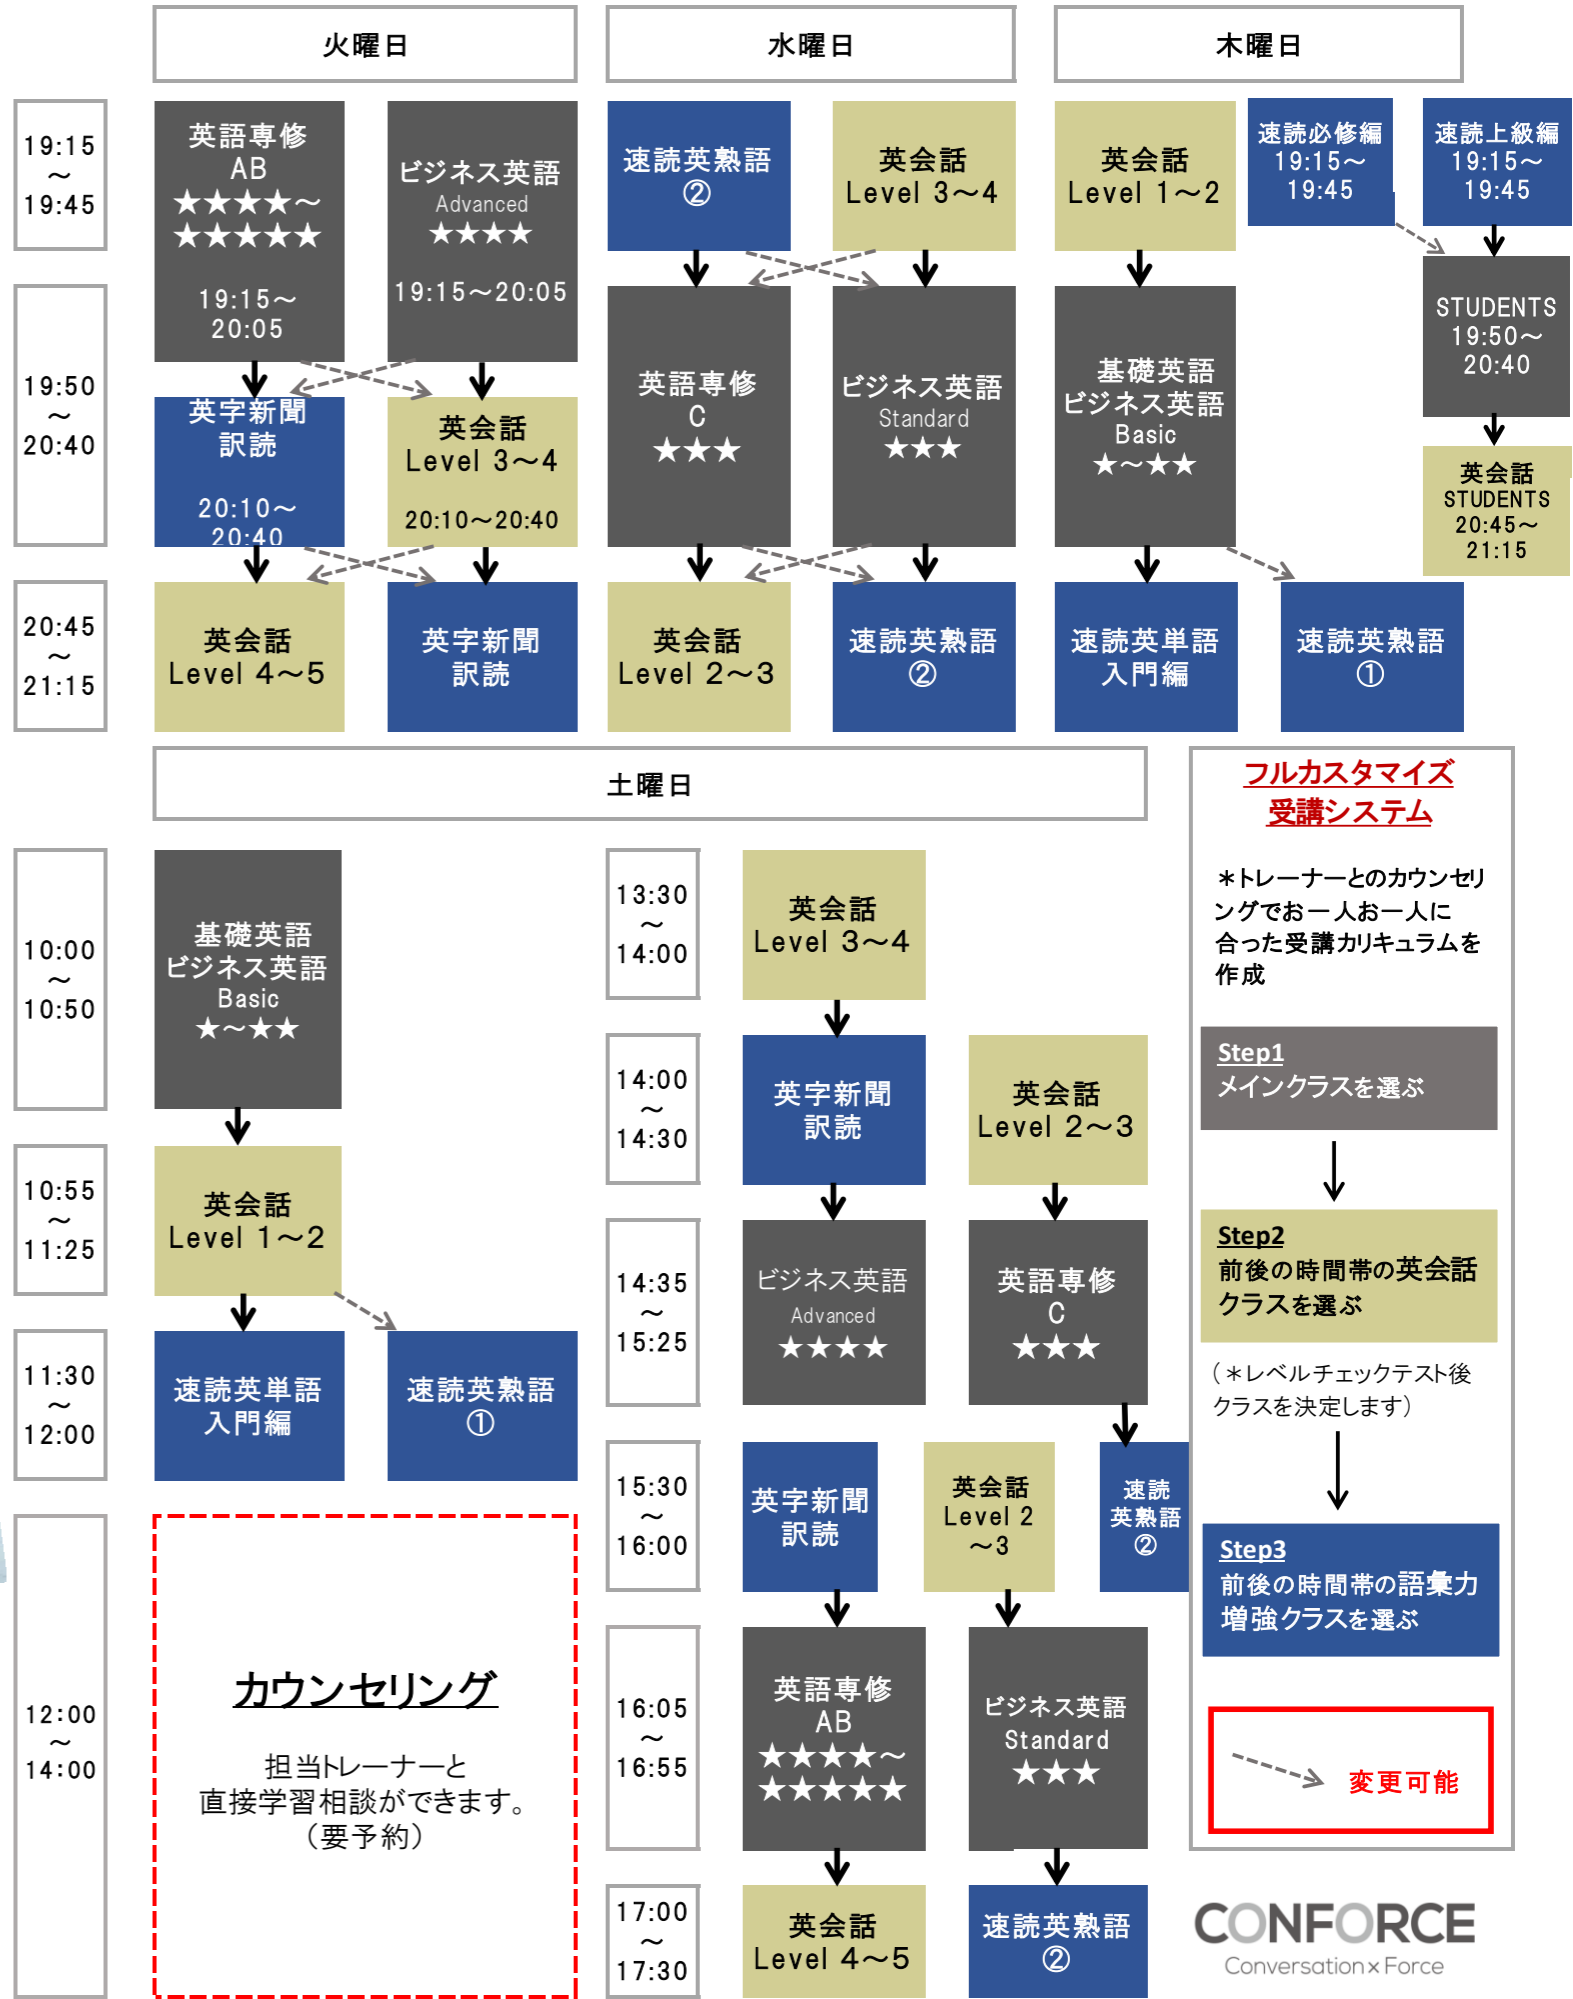 火曜日
水曜日
木曜日
19:15
～
19:45
英語専修
AB
★★★★～
★★★★★
19:15～
20:05
ビジネス英語
Advanced
★★★★
19:15～20:05
速読英熟語
②
英会話
Level 3～4
英会話
Level 1～2
速読必修編
19:15～
19:45
速読上級編
19:15～
19:45
19:50
～
20:40
英字新聞
訳読
20:10～
20:40
英会話
Level 3～4
20:10～20:40
英語専修
C
★★★
ビジネス英語
Standard
★★★
基礎英語
ビジネス英語
Basic
★～★★
STUDENTS
19:50～
20:40
英会話
STUDENTS
20:45～
21:15
20:45
～
21:15
英会話
Level 4～5
英字新聞
訳読
英会話
Level 2～3
速読英熟語
②
速読英単語
入門編
速読英熟語
①
土曜日
10:00
～
10:50
基礎英語
ビジネス英語
Basic
★～★★
10:55
～
11:25
英会話
Level 1～2
11:30
～
12:00
速読英単語
入門編
速読英熟語
①
12:00
～
14:00
カウンセリング
担当トレーナーと
直接学習相談ができます。
（要予約）
13:30
～
14:00
英会話
Level 3～4
14:00
～
14:30
英字新聞
訳読
英会話
Level 2～3
14:35
～
15:25
ビジネス英語
Advanced
★★★★
英語専修
C
★★★
15:30
～
16:00
英字新聞
訳読
英会話
Level 2
～3
速読
英熟語
②
16:05
～
16:55
英語専修
AB
★★★★～
★★★★★
ビジネス英語
Standard
★★★
17:00
～
17:30
英会話
Level 4～5
速読英熟語
②
フルカスタマイズ
受講システム
＊トレーナーとのカウンセリ
ングでお一人お一人に
合った受講カリキュラムを
作成
Step1
メインクラスを選ぶ
Step2
前後の時間帯の英会話
クラスを選ぶ
（＊レベルチェックテスト後
クラスを決定します）
Step3
前後の時間帯の語彙力
増強クラスを選ぶ
変更可能
CONFORCE
Conversation×Force